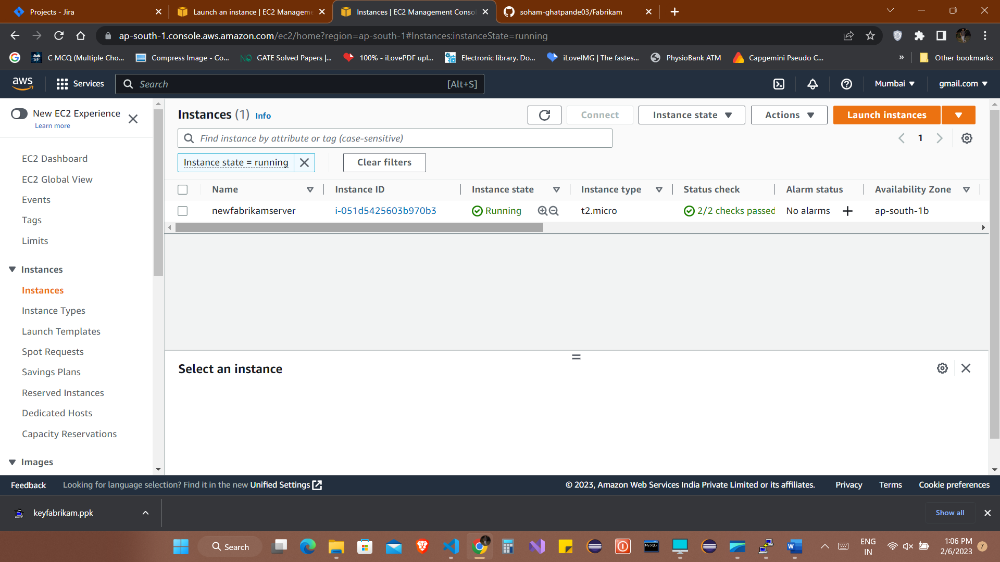 Projects - Jira
Launch an instance | EC2 Manageme
Instances | EC2 Management Conso
soham-ghatpande03/Fabrikam
ap-south-1.console.aws.amazon.com/ec2/home?region=ap-south-1#Instances:instanceState=running
C MCQ (Multiple Cho...
Compress Image - Co...
GATE Solved Papers |...
100% - iLovePDF upl...
Electronic library. Do...
iLoveIMG | The fastes...
PhysioBank ATM
Capgemini Pseudo C...
»
Other bookmarks
aws
Services
Search
[Alt+S]
Mumbai
gmail.com
New EC2 Experience
Learn more
EC2 Dashboard
EC2 Global View
Events
Tags
Limits
Instances
Instances
Instance Types
Launch Templates
Spot Requests
Savings Plans
Reserved Instances
Dedicated Hosts
Capacity Reservations
Images
Instances (1) Info
Connect
Instance state
Actions
Launch instances
Find instance by attribute or tag (case-sensitive)
1
Instance state = running
Clear filters
Name
Instance ID
Instance state
Instance type
Status check
Alarm status
Availability Zone
newfabrikamserver
i-051d5425603b970b3
Running
t2.micro
2/2 checks passed
No alarms
ap-south-1b
Select an instance
Feedback
Looking for language selection? Find it in the new Unified Settings
© 2023, Amazon Web Services India Private Limited or its affiliates.
Privacy
Terms
Cookie preferences
keyfabrikam.ppk
Show all
Search
MySQL
ENG
IN
1:06 PM
2/6/2023
7